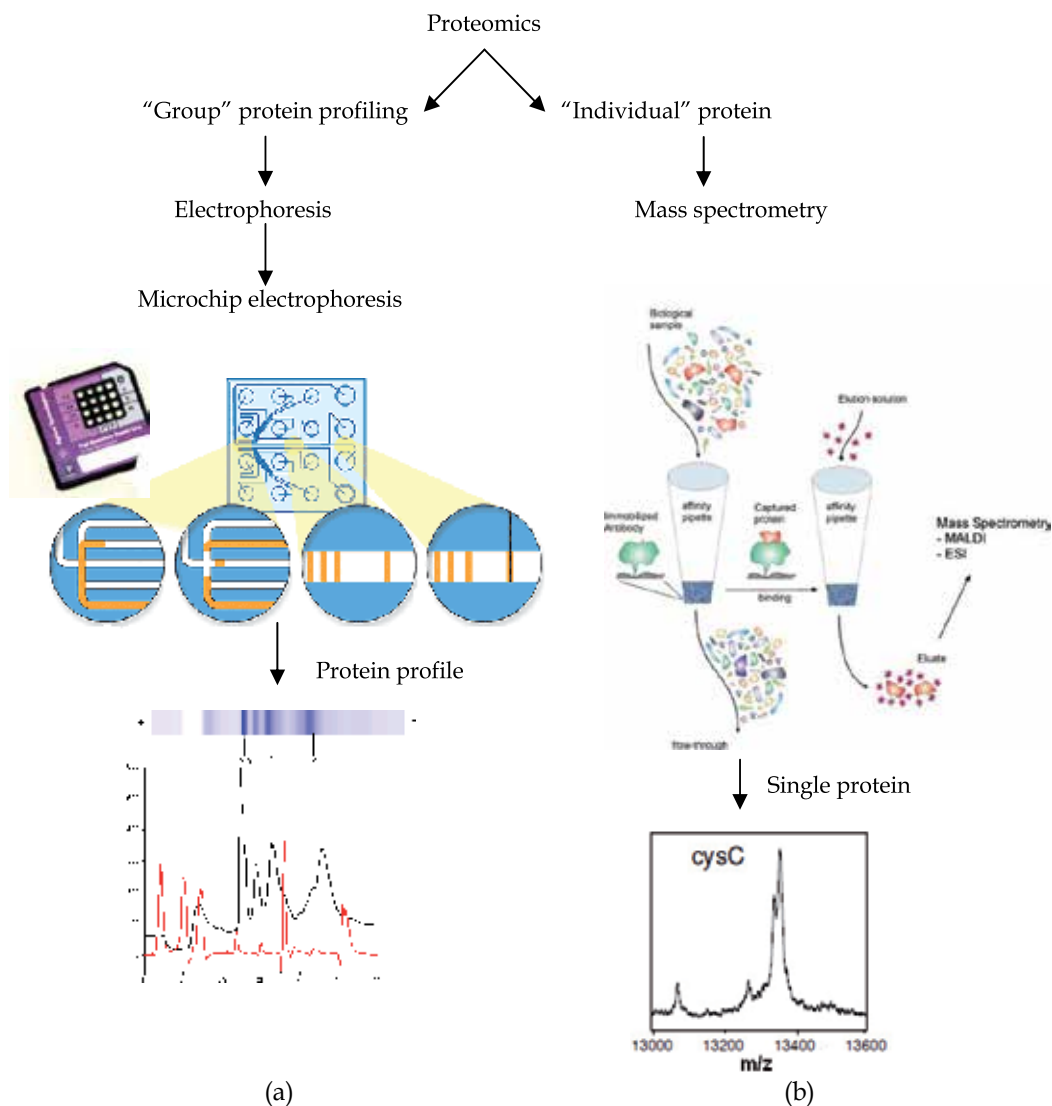 Proteomics
“Group” protein profiling
“Individual” protein
Electrophoresis
Mass spectrometry
Microchip electrophoresis
Biological
sample
Elution solution
affinity
pipette
affinity
pipette
Immobilized
Antibody
Captured
protein
binding
Mass Spectrometry
- MALDI
- ESI
Eluate
flow-through
Protein profile
+
-
Single protein
cysC
13000
13200
13400
13600
m/z
(a)
(b)